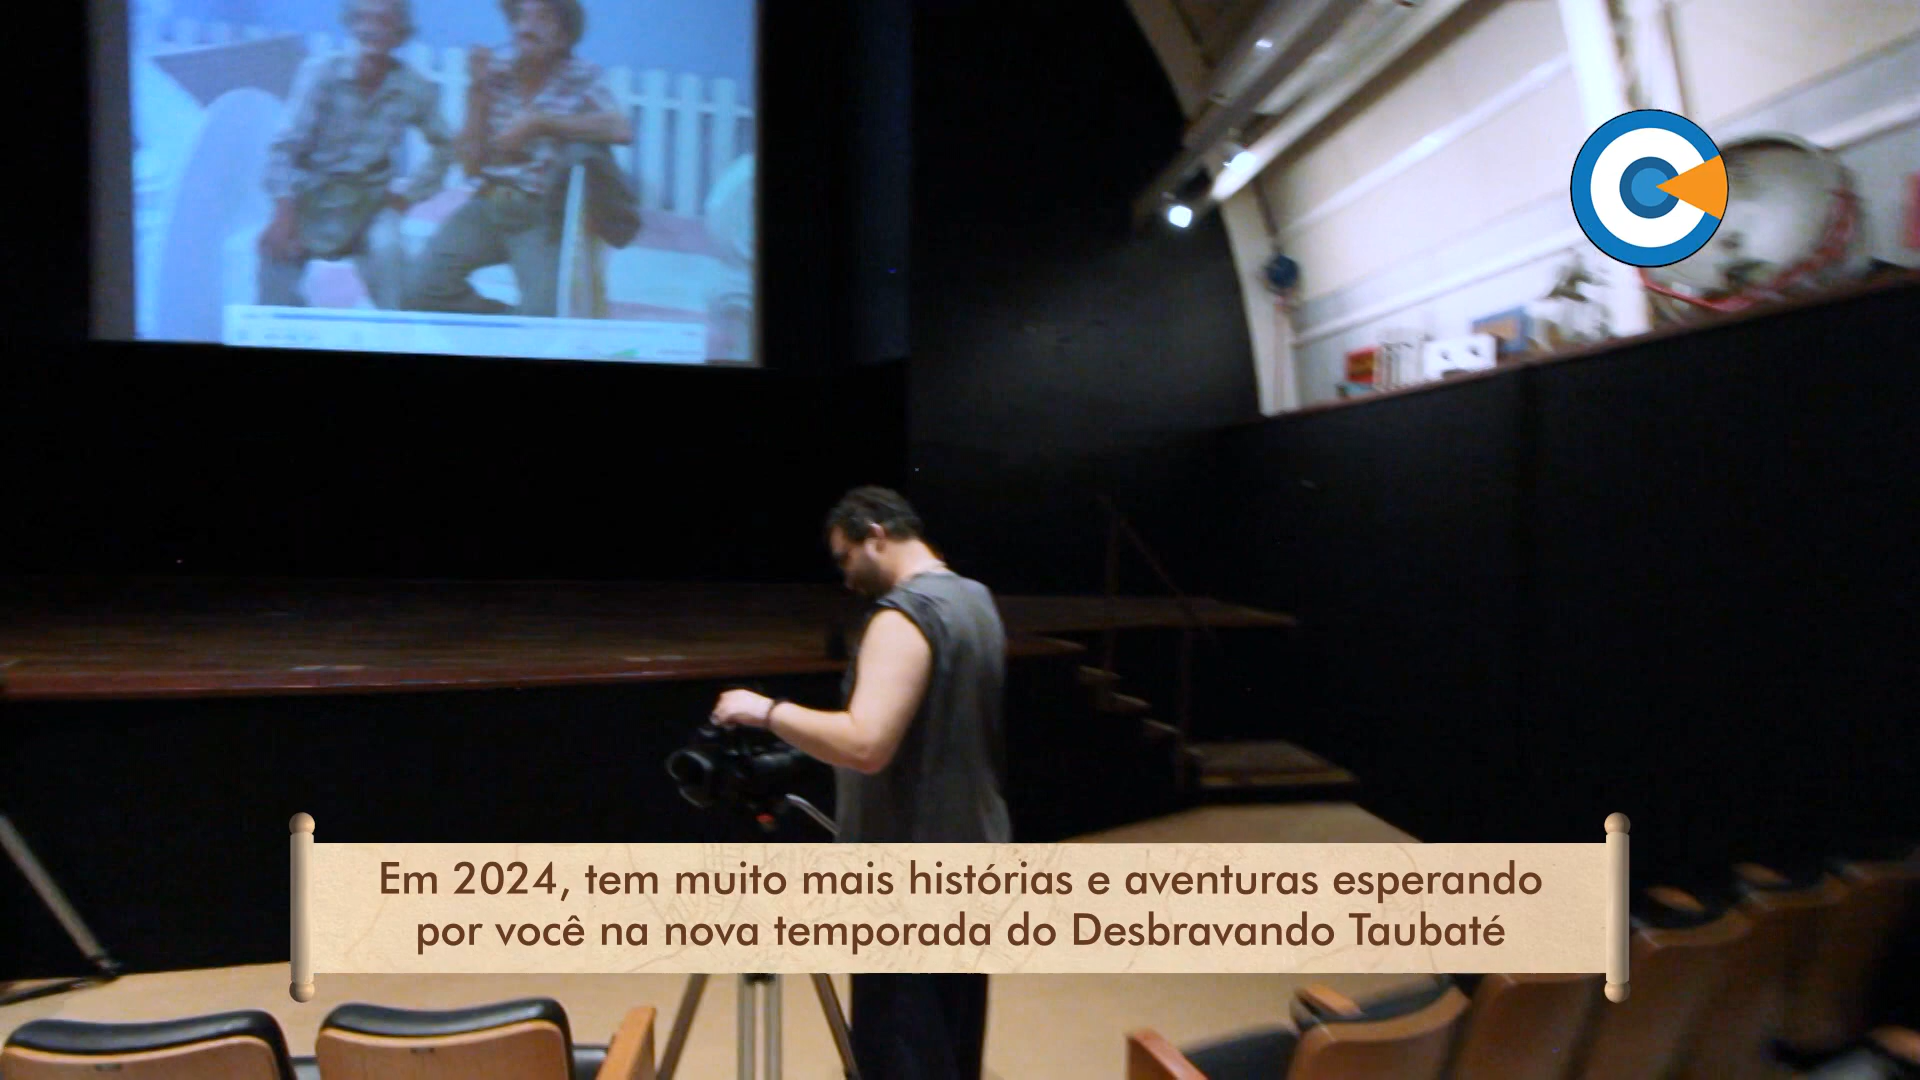 Em 2024, tem muito mais histórias e aventuras esperando
por você na nova temporada do Desbravando Taubaté